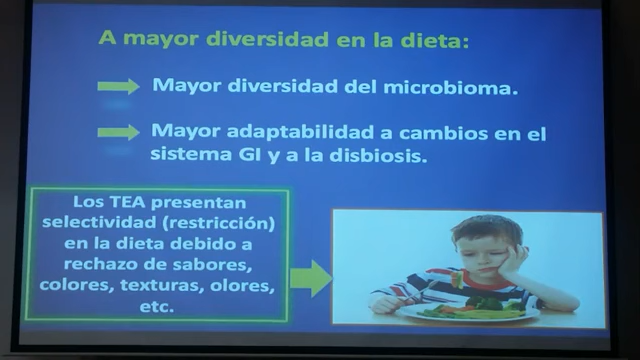 A mayor diversidad en la dieta:
Mayor diversidad del microbioma.
Mayor adaptabilidad a cambios en el
sistema GI y a la disbiosis.
Los TEA presentan
selectividad (restricción)
en la dieta debido a
rechazo de sabores,
colores, texturas, olores,
etc.